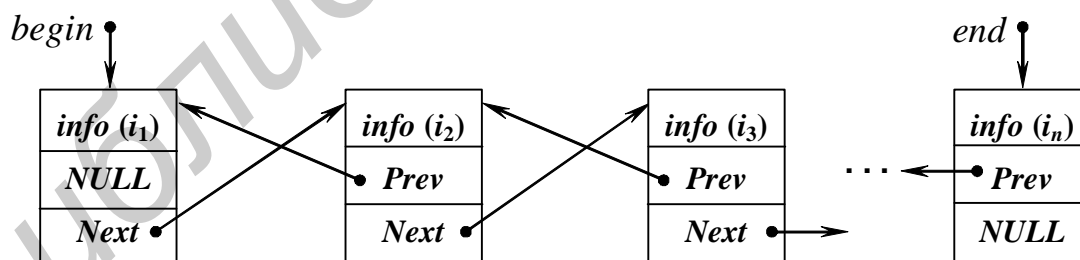 begin
end
info (i₁)
info (i₂)
info (i₃)
info (iₙ)
NULL
Prev
Prev
...
Prev
Next
Next
Next
NULL